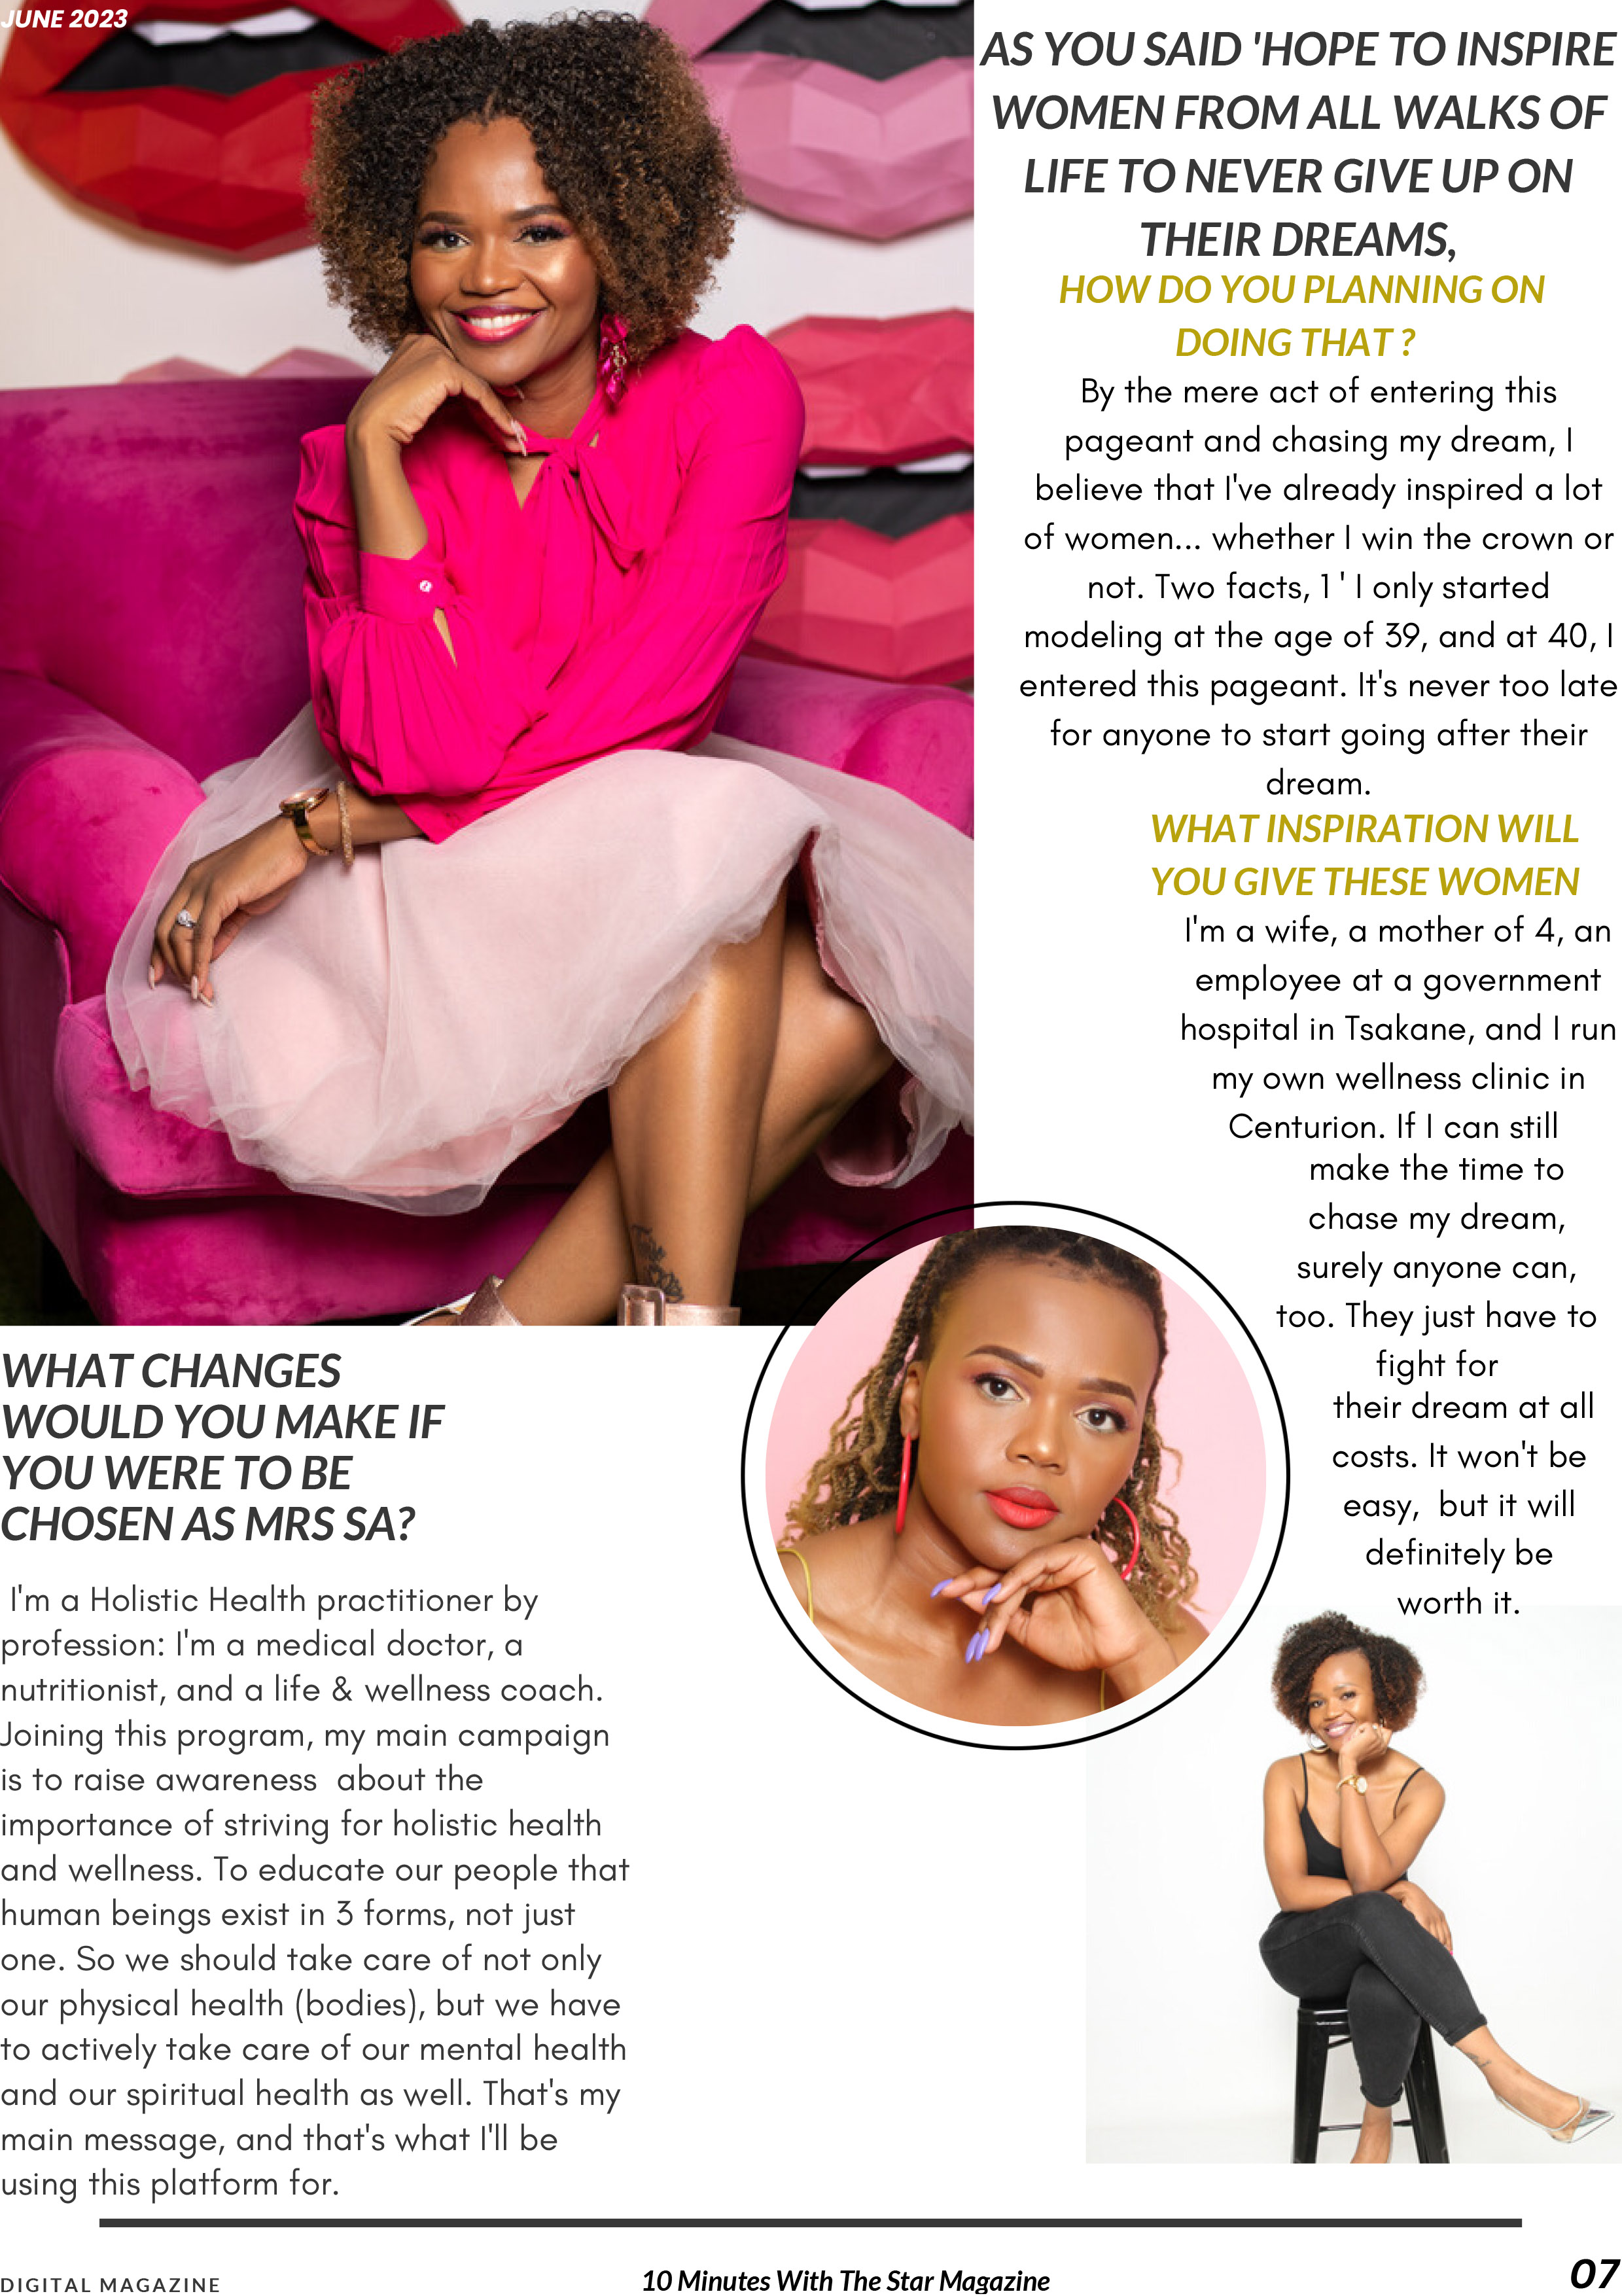 JUNE 2023
AS YOU SAID 'HOPE TO INSPIRE
WOMEN FROM ALL WALKS OF
LIFE TO NEVER GIVE UP ON
THEIR DREAMS,
HOW DO YOU PLANNING ON
DOING THAT ?
By the mere act of entering this
pageant and chasing my dream, I
believe that I've already inspired a lot
of women... whether I win the crown or
not. Two facts, 1 ' I only started
modeling at the age of 39, and at 40, I
entered this pageant. It's never too late
for anyone to start going after their
dream.
WHAT INSPIRATION WILL
YOU GIVE THESE WOMEN
I'm a wife, a mother of 4, an
employee at a government
hospital in Tsakane, and I run
my own wellness clinic in
Centurion. If I can still
make the time to
chase my dream,
surely anyone can,
too. They just have to
fight for
their dream at all
costs. It won't be
easy,  but it will
definitely be
worth it.
WHAT CHANGES
WOULD YOU MAKE IF
YOU WERE TO BE
CHOSEN AS MRS SA?
I'm a Holistic Health practitioner by
profession: I'm a medical doctor, a
nutritionist, and a life & wellness coach.
Joining this program, my main campaign
is to raise awareness  about the
importance of striving for holistic health
and wellness. To educate our people that
human beings exist in 3 forms, not just
one. So we should take care of not only
our physical health (bodies), but we have
to actively take care of our mental health
and our spiritual health as well. That's my
main message, and that's what I'll be
using this platform for.
DIGITAL MAGAZINE
10 Minutes With The Star Magazine
07